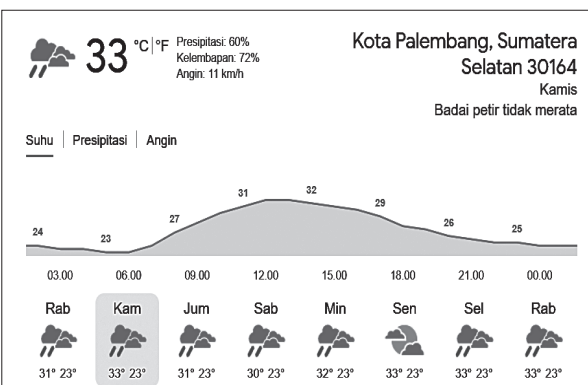 33 °C | °F
Presipitasi: 60%
Kelembapan: 72%
Angin: 11 km/h
Kota Palembang, Sumatera
Selatan 30164
Kamis
Badai petir tidak merata
Suhu | Presipitasi | Angin
24 23 27 31 32 29 26 25
03.00 06.00 09.00 12.00 15.00 18.00 21.00 00.00
Rab Kam Jum Sab Min Sen Sel Rab
31° 23° 33° 23° 31° 23° 30° 23° 32° 23° 33° 23° 33° 23° 33° 23°